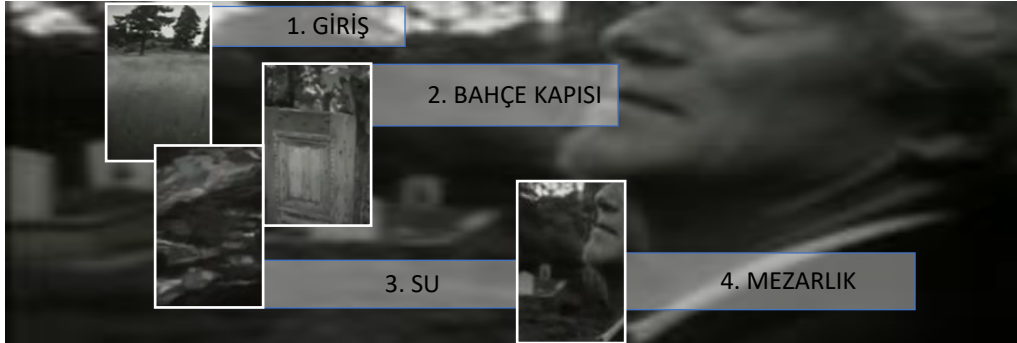 1. GİRİŞ
2. BAHÇE KAPISI
3. SU
4. MEZARLIK